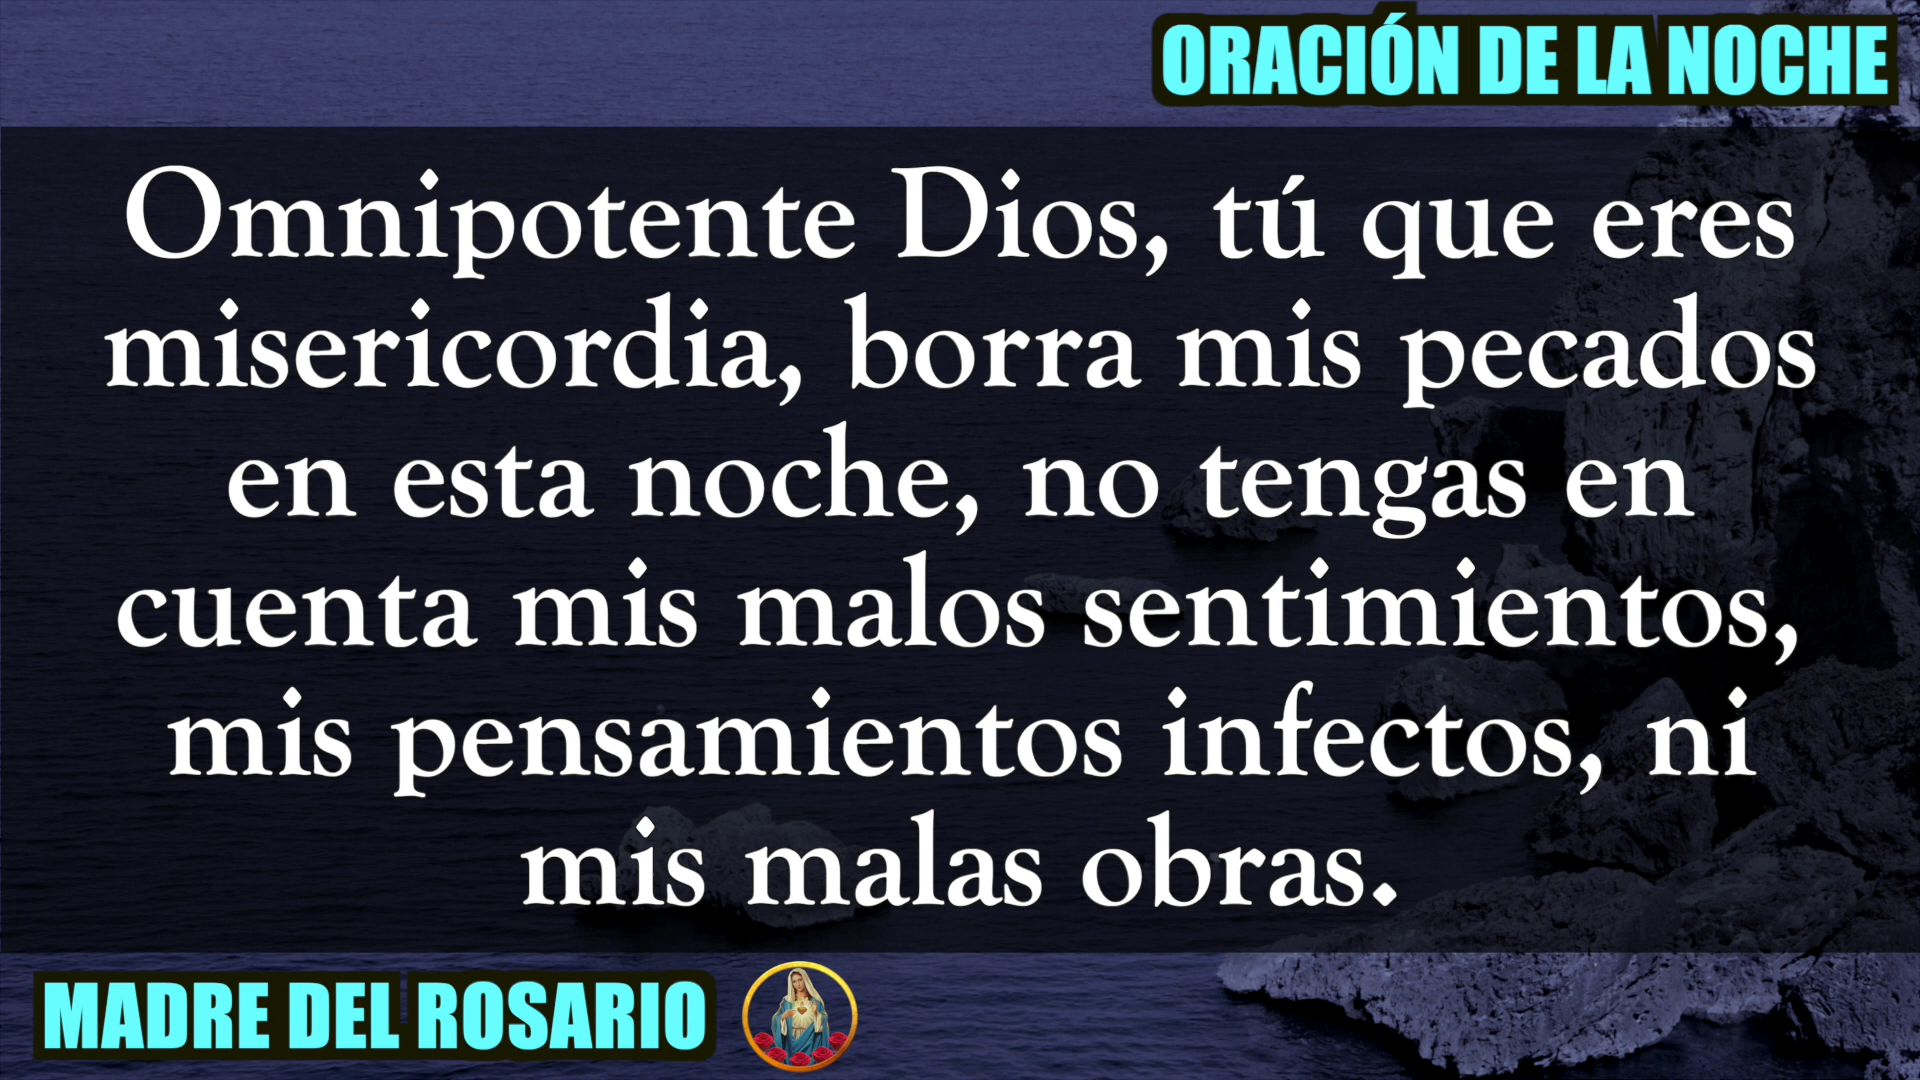 ORACIÓN DE LA NOCHE
Omnipotente Dios, tú que eres
misericordia, borra mis pecados
en esta noche, no tengas en
cuenta mis malos sentimientos,
mis pensamientos infectos, ni
mis malas obras.
MADRE DEL ROSARIO